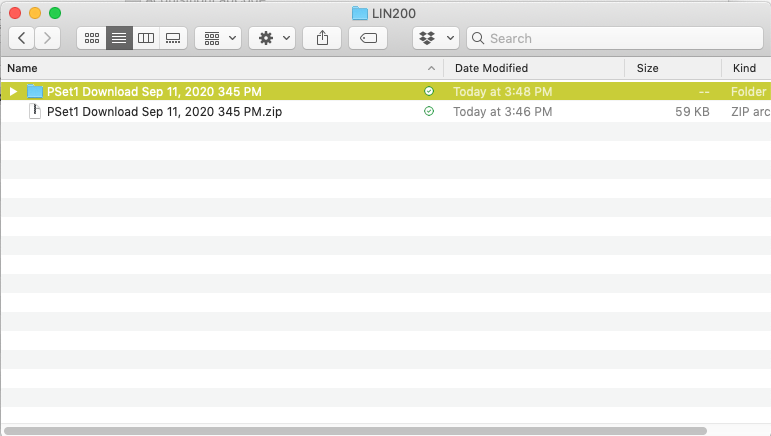 LIN200
Search
Name Date Modified Size Kind
PSet1 Download Sep 11, 2020 345 PM Today at 3:48 PM -- Folder
PSet1 Download Sep 11, 2020 345 PM.zip Today at 3:46 PM 59 KB ZIP arc